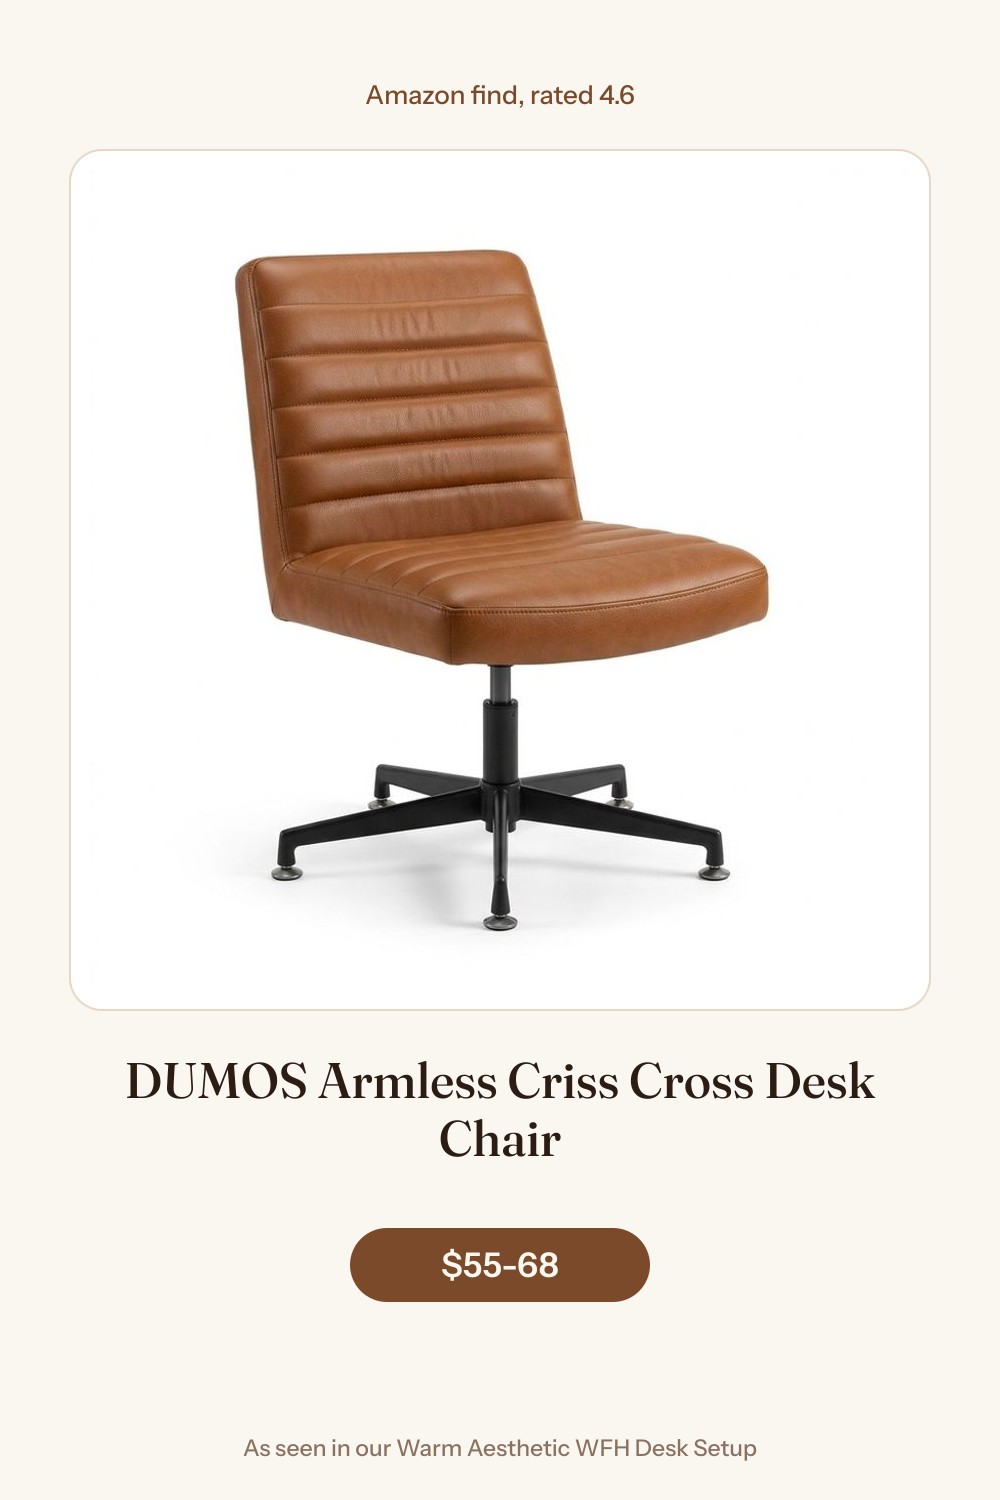 Amazon find, rated 4.6
DUMOS Armless Criss Cross Desk
Chair
$55-68
As seen in our Warm Aesthetic WFH Desk Setup